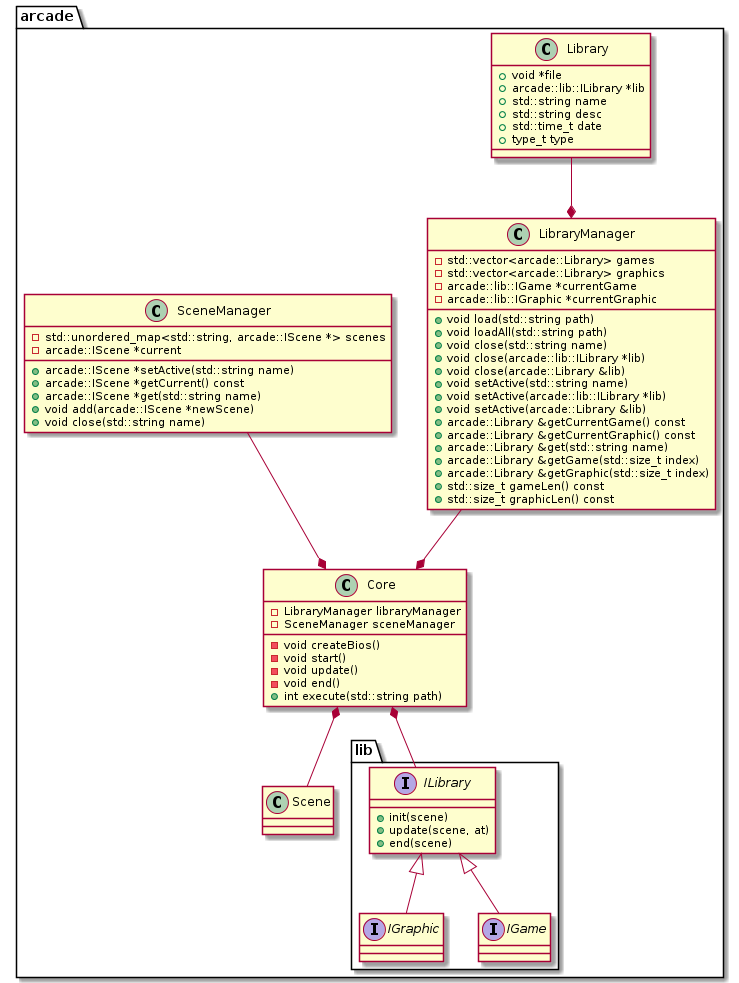 arcade
C Library
void *file
arcade::lib::ILibrary *lib
std::string name
std::string desc
std::time_t date
type_t type
C LibraryManager
std::vector<arcade::Library> games
std::vector<arcade::Library> graphics
arcade::lib::IGame *currentGame
arcade::lib::IGraphic *currentGraphic
void load(std::string path)
void loadAll(std::string path)
void close(std::string name)
void close(arcade::lib::ILibrary *lib)
void close(arcade::Library &lib)
void setActive(std::string name)
void setActive(arcade::lib::ILibrary *lib)
void setActive(arcade::Library &lib)
arcade::Library &getCurrentGame() const
arcade::Library &getCurrentGraphic() const
arcade::Library &get(std::string name)
arcade::Library &getGame(std::size_t index)
arcade::Library &getGraphic(std::size_t index)
std::size_t gameLen() const
std::size_t graphicLen() const
C SceneManager
std::unordered_map<std::string, arcade::IScene *> scenes
arcade::IScene *current
arcade::IScene *setActive(std::string name)
arcade::IScene *getCurrent() const
arcade::IScene *get(std::string name)
void add(arcade::IScene *newScene)
void close(std::string name)
C Core
LibraryManager libraryManager
SceneManager sceneManager
void createBios()
void start()
void update()
void end()
int execute(std::string path)
C Scene
lib
I ILibrary
init(scene)
update(scene, at)
end(scene)
I IGraphic
I IGame